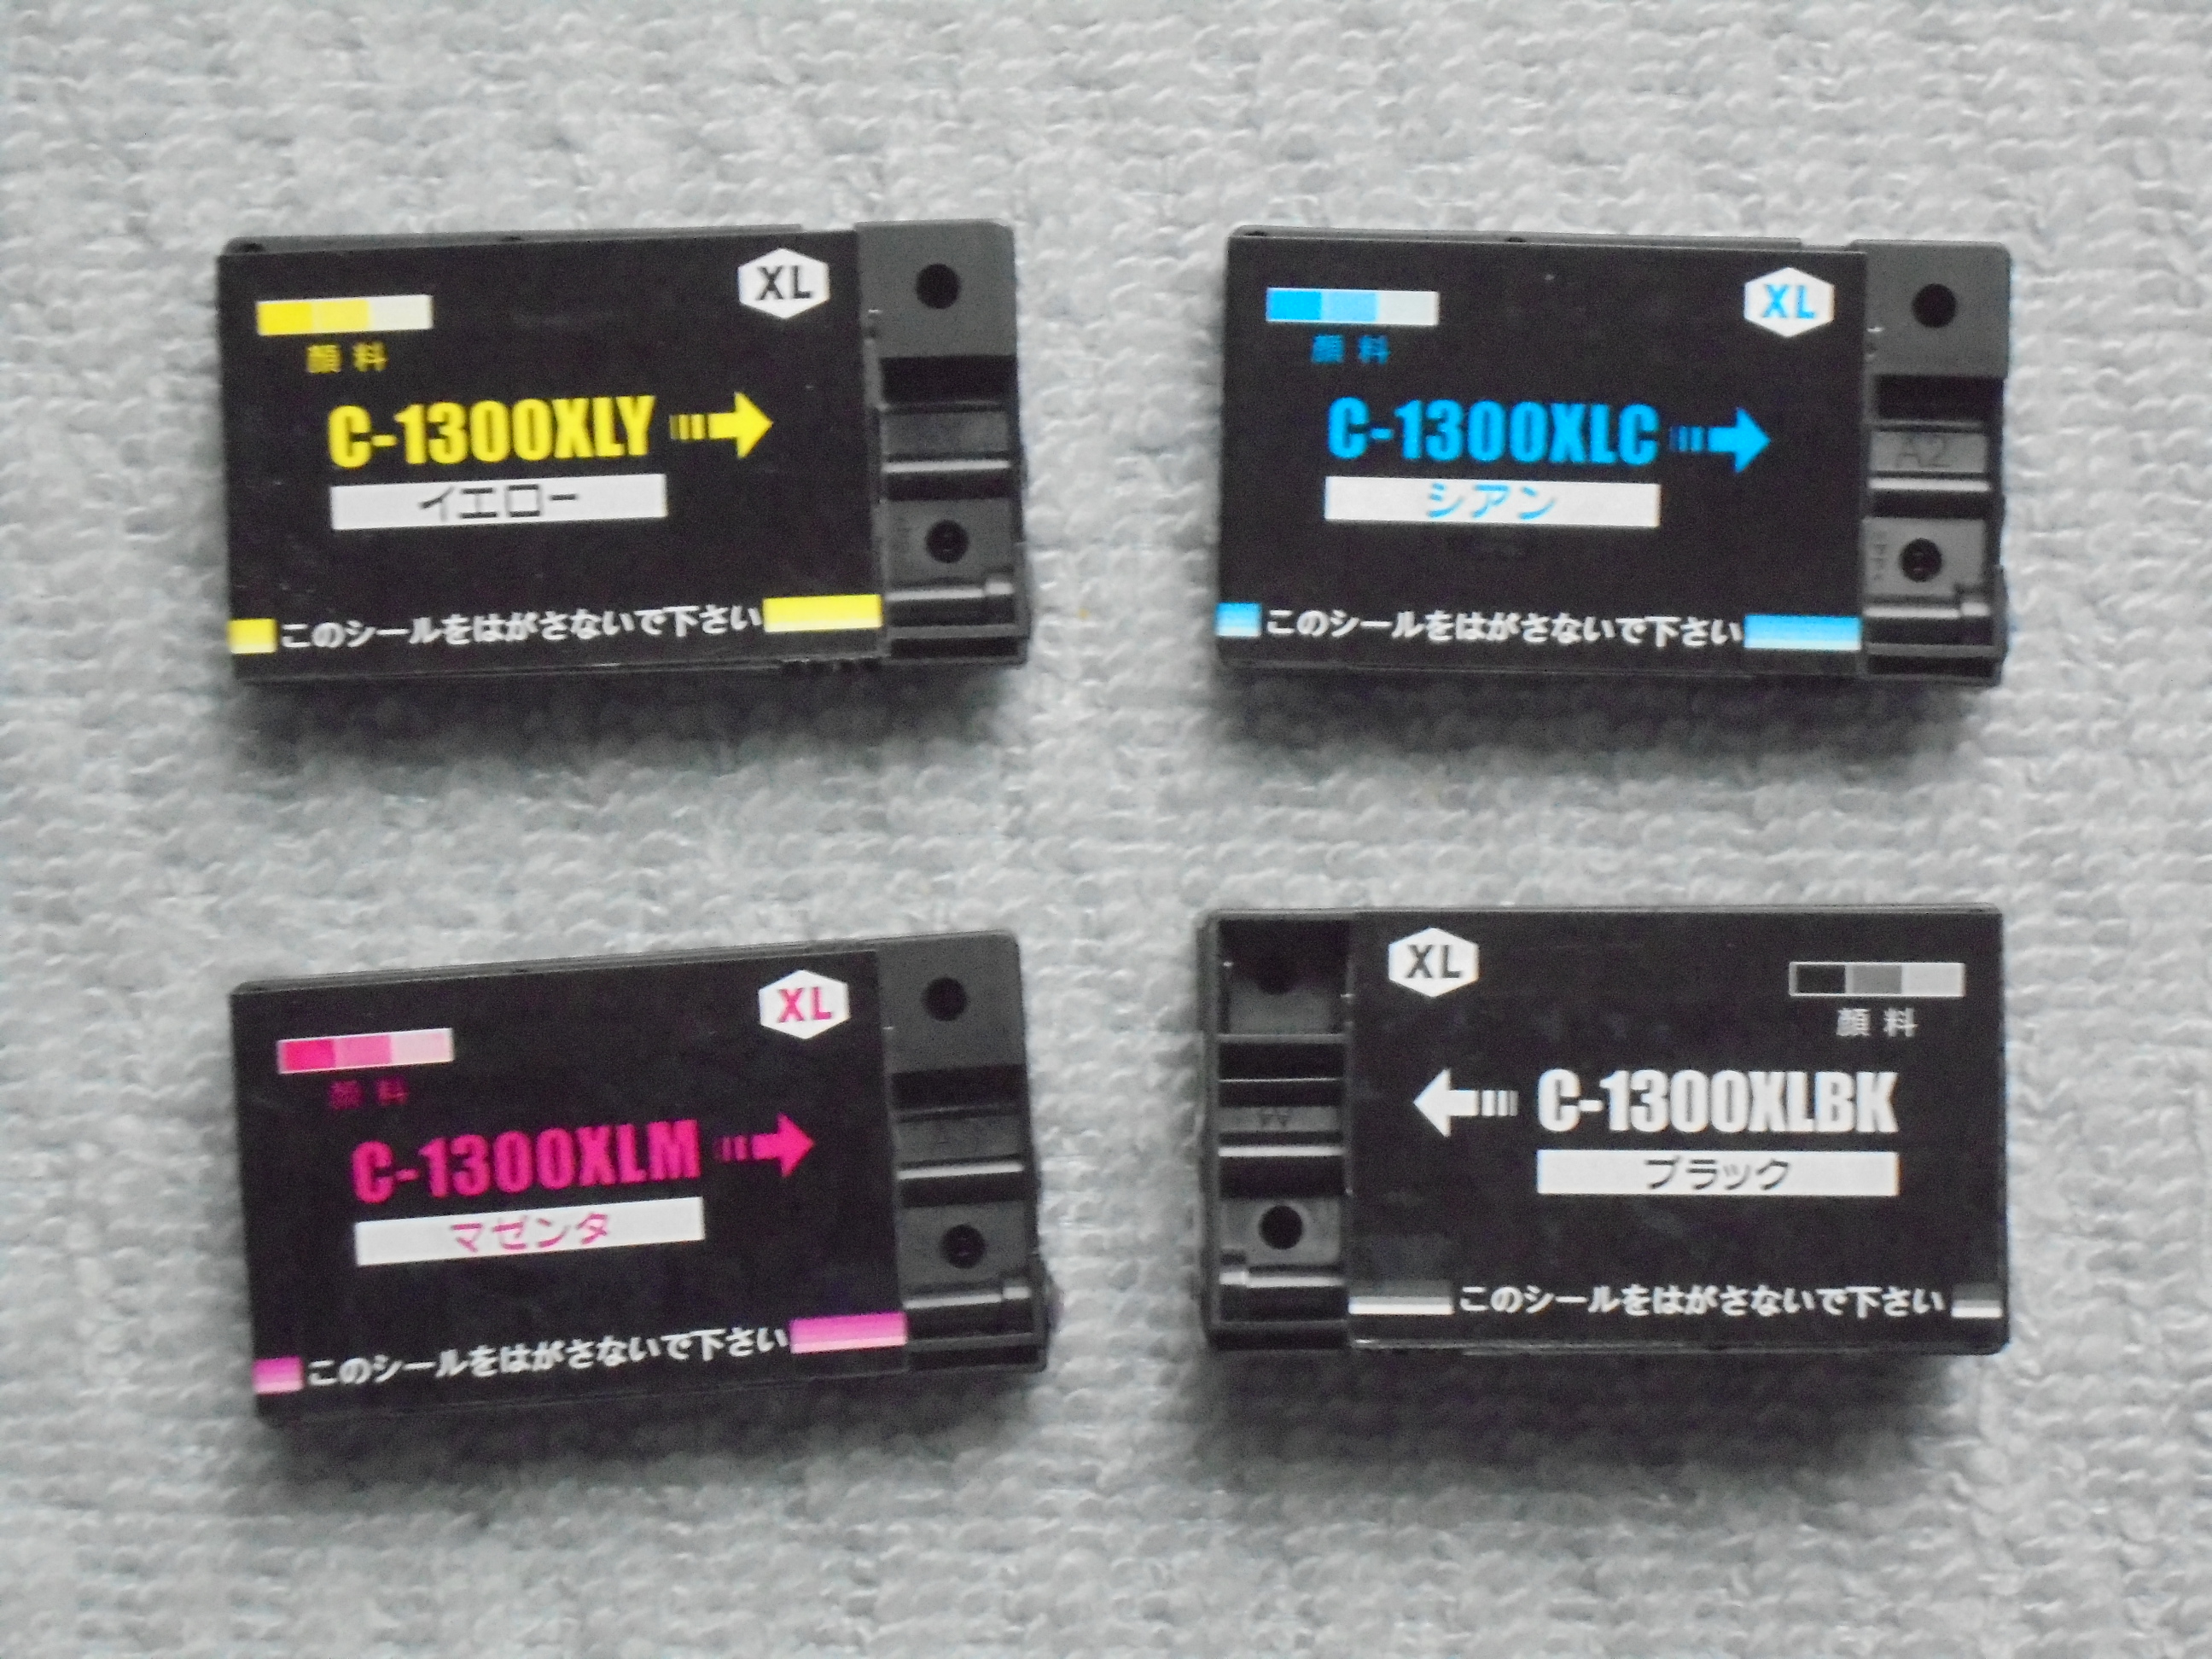 XL
顔料
C-1300XLY
イエロー
このシールをはがさないで下さい
XL
顔料
C-1300XLC
シアン
このシールをはがさないで下さい
A2
XL
顔料
C-1300XLM
マゼンタ
このシールをはがさないで下さい
XL
顔料
C-1300XLBK
ブラック
このシールをはがさないで下さい